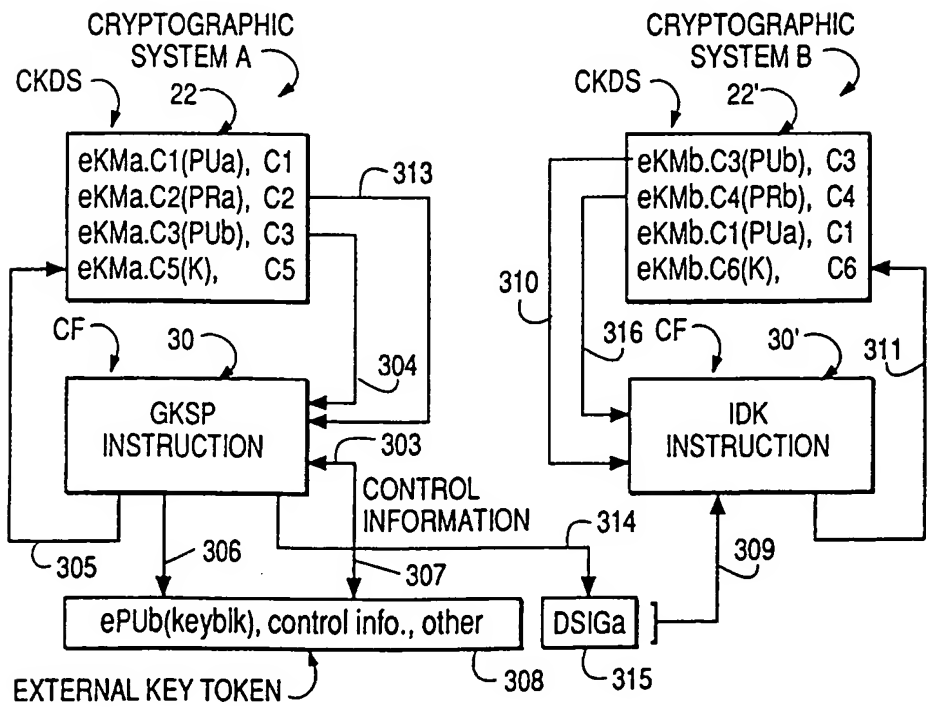 CRYPTOGRAPHIC
SYSTEM A
CKDS
22
eKMa.C1(PUa), C1
eKMa.C2(PRa), C2
eKMa.C3(PUb), C3
eKMa.C5(K), C5
313
CF
30
304
GKSP
INSTRUCTION
303
CONTROL
INFORMATION
305
306
307
314
ePUb(keyblk), control info., other
308
EXTERNAL KEY TOKEN
DSIGa
315
CRYPTOGRAPHIC
SYSTEM B
CKDS
22'
eKMb.C3(PUb), C3
eKMb.C4(PRb), C4
eKMb.C1(PUa), C1
eKMb.C6(K), C6
310
316
CF
30'
311
IDK
INSTRUCTION
309